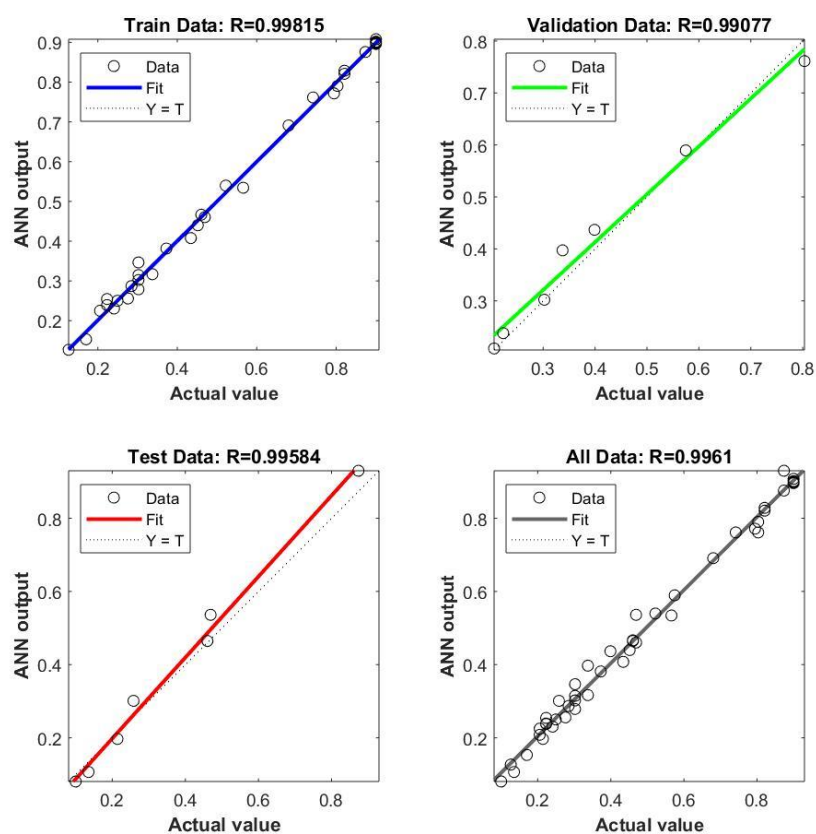 Train Data: R=0.99815
0.9
0.8
0.7
0.6
0.5
0.4
0.3
0.2
ANN output
Data
Fit
Y = T
0.2 0.4 0.6 0.8
Actual value
Validation Data: R=0.99077
0.8
0.7
0.6
0.5
0.4
0.3
ANN output
Data
Fit
Y = T
0.3 0.4 0.5 0.6 0.7 0.8
Actual value
Test Data: R=0.99584
0.8
0.6
0.4
0.2
ANN output
Data
Fit
Y = T
0.2 0.4 0.6 0.8
Actual value
All Data: R=0.9961
0.8
0.6
0.4
0.2
ANN output
Data
Fit
Y = T
0.2 0.4 0.6 0.8
Actual value